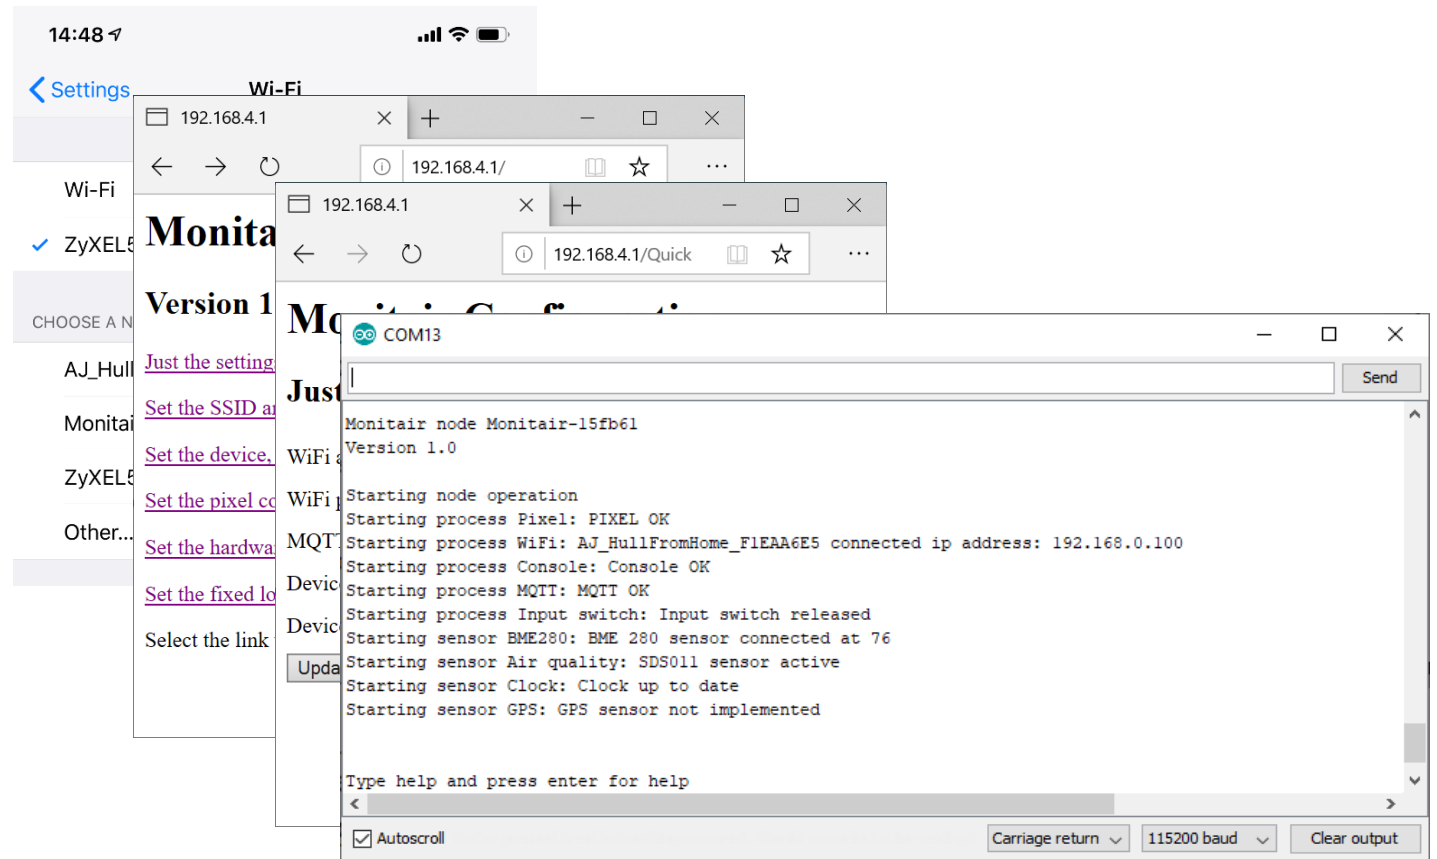 14:48
Settings
Wi-Fi
Wi-Fi
ZyXEL5
CHOOSE A N
AJ_Hull
Monitai
ZyXEL5
Other...
192.168.4.1
192.168.4.1/
Monita
Version 1
Just the setting
Set the SSID a
Set the device,
Set the pixel co
Set the hardwa
Set the fixed lo
Select the link
192.168.4.1
192.168.4.1/Quick
Monitair Configuration
Just
WiFi a
WiFi p
MQTT
Devic
Devic
Upda
COM13
Send
Monitair node Monitair-15fb61
Version 1.0
Starting node operation
Starting process Pixel: PIXEL OK
Starting process WiFi: AJ_HullFromHome_F1EAA6E5 connected ip address: 192.168.0.100
Starting process Console: Console OK
Starting process MQTT: MQTT OK
Starting process Input switch: Input switch released
Starting sensor BME280: BME 280 sensor connected at 76
Starting sensor Air quality: SDS011 sensor active
Starting sensor Clock: Clock up to date
Starting sensor GPS: GPS sensor not implemented
Type help and press enter for help
Autoscroll
Carriage return
115200 baud
Clear output